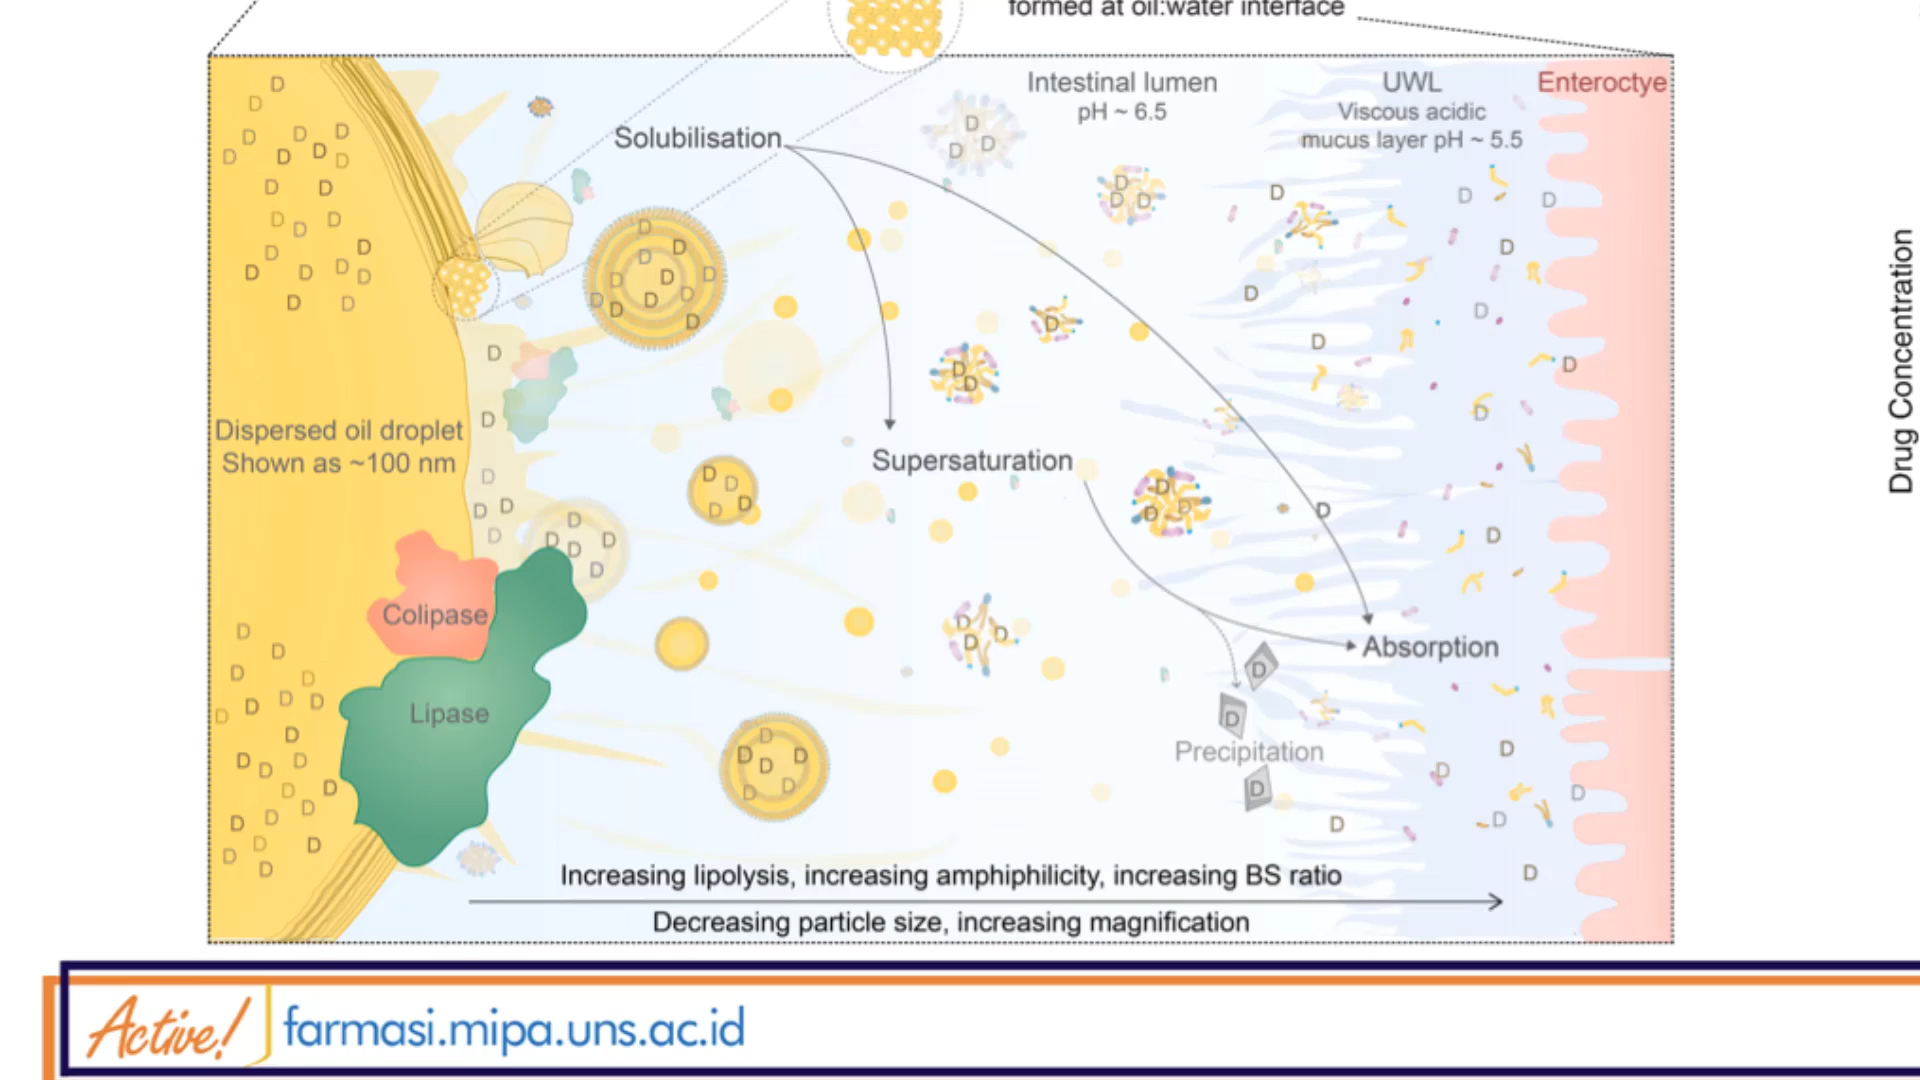 formed at oil:water interface
Intestinal lumen
pH ~ 6.5
UWL
Viscous acidic
mucus layer pH ~ 5.5
Enteroctye
Solubilisation
Dispersed oil droplet
Shown as ~100 nm
Supersaturation
Colipase
Lipase
Absorption
Precipitation
Increasing lipolysis, increasing amphiphilicity, increasing BS ratio
Decreasing particle size, increasing magnification
Drug Concentration
Active!
farmasi.mipa.uns.ac.id